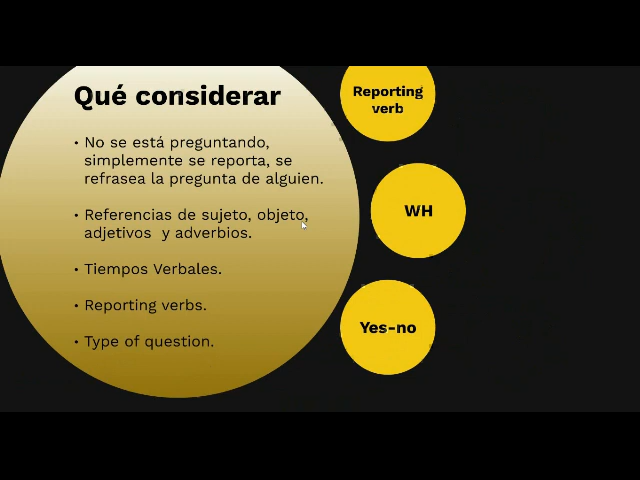 Qué considerar
• No se está preguntando,
simplemente se reporta, se
refrasea la pregunta de alguien.
• Referencias de sujeto, objeto,
adjetivos y adverbios.
• Tiempos Verbales.
• Reporting verbs.
• Type of question.
Reporting
verb
WH
Yes-no